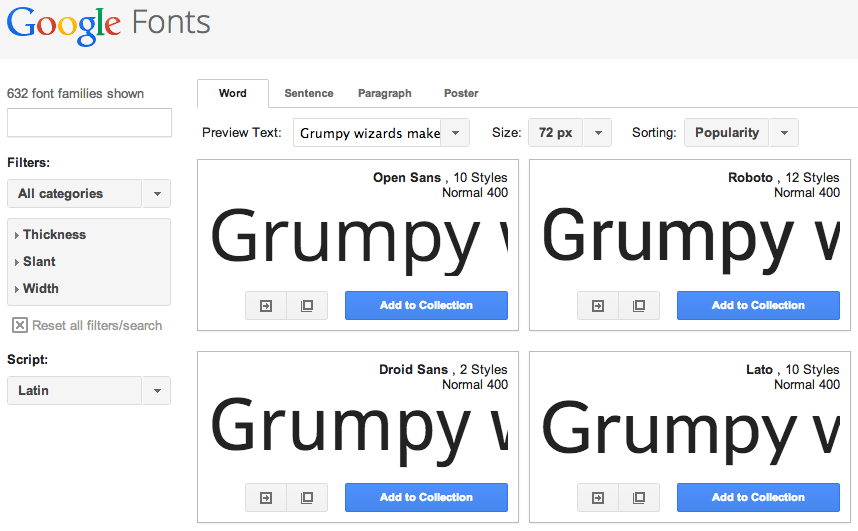 Google Fonts
632 font families shown
Filters:
All categories
Thickness
Slant
Width
Reset all filters/search
Script:
Latin
Word Sentence Paragraph Poster
Preview Text: Grumpy wizards make Size: 72 px Sorting: Popularity
Open Sans , 10 Styles
Normal 400
Grumpy w
Add to Collection
Roboto , 12 Styles
Normal 400
Grumpy w
Add to Collection
Droid Sans , 2 Styles
Normal 400
Grumpy w
Add to Collection
Lato , 10 Styles
Normal 400
Grumpy w
Add to Collection